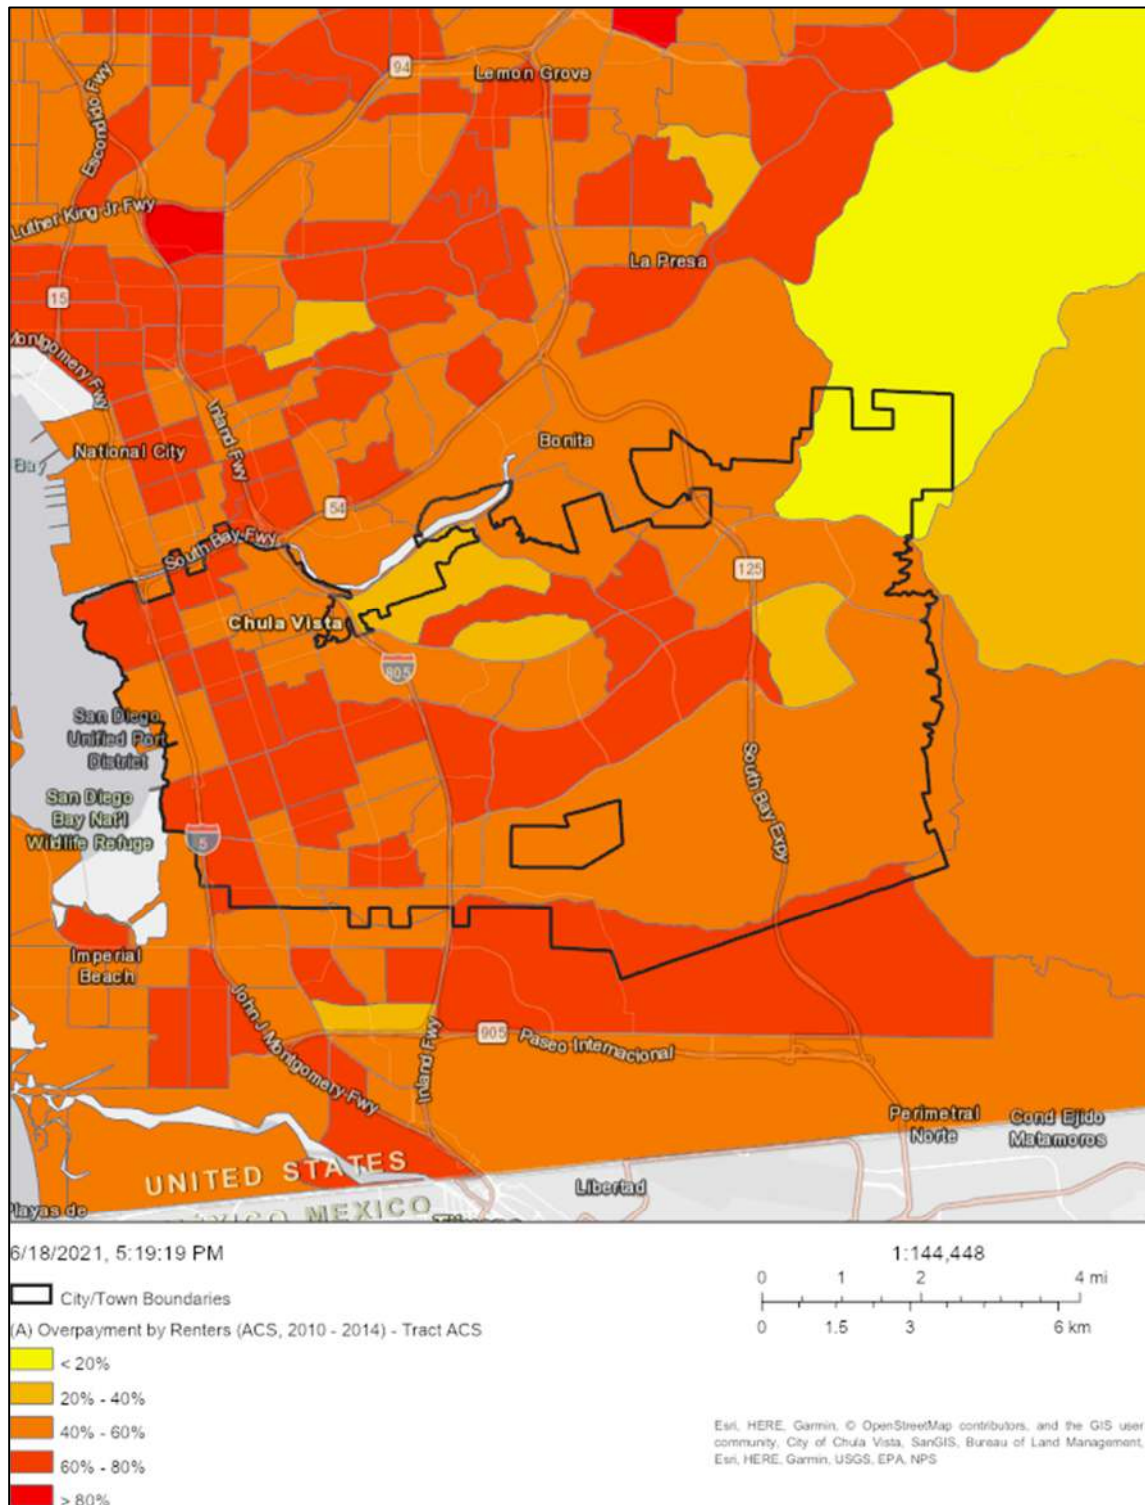 94
Lemon Grove
Escondido Fwy
Luther King Jr Fwy
La Presa
15
Montgomery Fwy
Inland Fwy
Bonita
National City
Bay
54
South Bay Fwy
125
Chula Vista
805
San Diego
Unified Port
District
South Bay Expy
San Diego
Bay Nat'l
Wildlife Refuge
5
Imperial
Beach
John J Montgomery Fwy
Inland Fwy
905
Paseo Internacional
Perimetral
Norte
Cond Ejido
Matamoros
UNITED STATES
Libertad
MÉXICO MEXICO
Playas de
6/18/2021, 5:19:19 PM
1:144,448
0 1 2 4 mi
0 1.5 3 6 km
City/Town Boundaries
(A) Overpayment by Renters (ACS, 2010 - 2014) - Tract ACS
< 20%
20% - 40%
40% - 60%
60% - 80%
> 80%
Esri, HERE, Garmin, © OpenStreetMap contributors, and the GIS user
community, City of Chula Vista, SanGIS, Bureau of Land Management,
Esri, HERE, Garmin, USGS, EPA, NPS